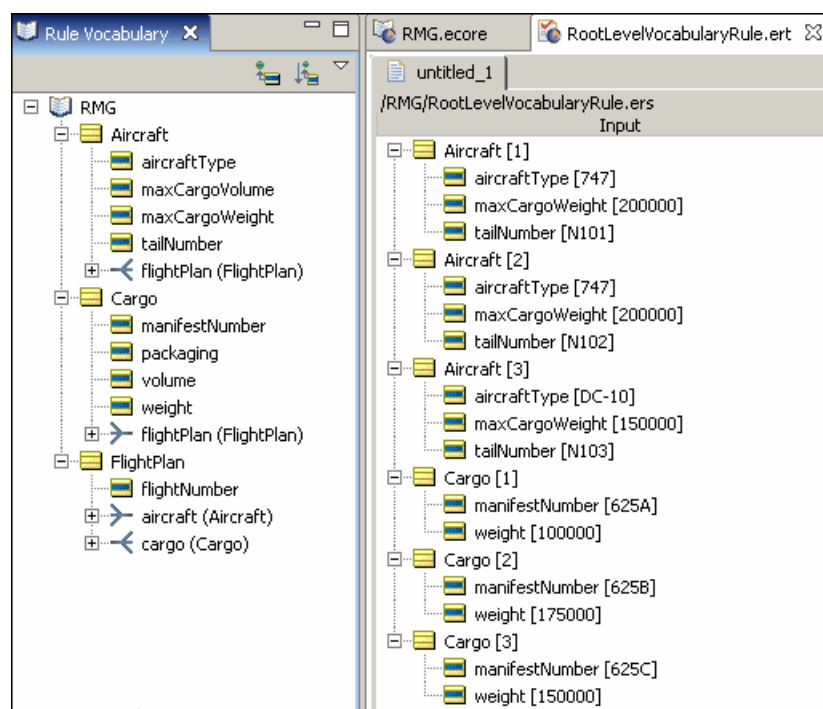 Rule Vocabulary
RMG
Aircraft
aircraftType
maxCargoVolume
maxCargoWeight
tailNumber
flightPlan (FlightPlan)
Cargo
manifestNumber
packaging
volume
weight
flightPlan (FlightPlan)
FlightPlan
flightNumber
aircraft (Aircraft)
cargo (Cargo)
RMG.ecore
RootLevelVocabularyRule.ert
untitled_1
/RMG/RootLevelVocabularyRule.ers
Input
Aircraft [1]
aircraftType [747]
maxCargoWeight [200000]
tailNumber [N101]
Aircraft [2]
aircraftType [747]
maxCargoWeight [200000]
tailNumber [N102]
Aircraft [3]
aircraftType [DC-10]
maxCargoWeight [150000]
tailNumber [N103]
Cargo [1]
manifestNumber [625A]
weight [100000]
Cargo [2]
manifestNumber [625B]
weight [175000]
Cargo [3]
manifestNumber [625C]
weight [150000]